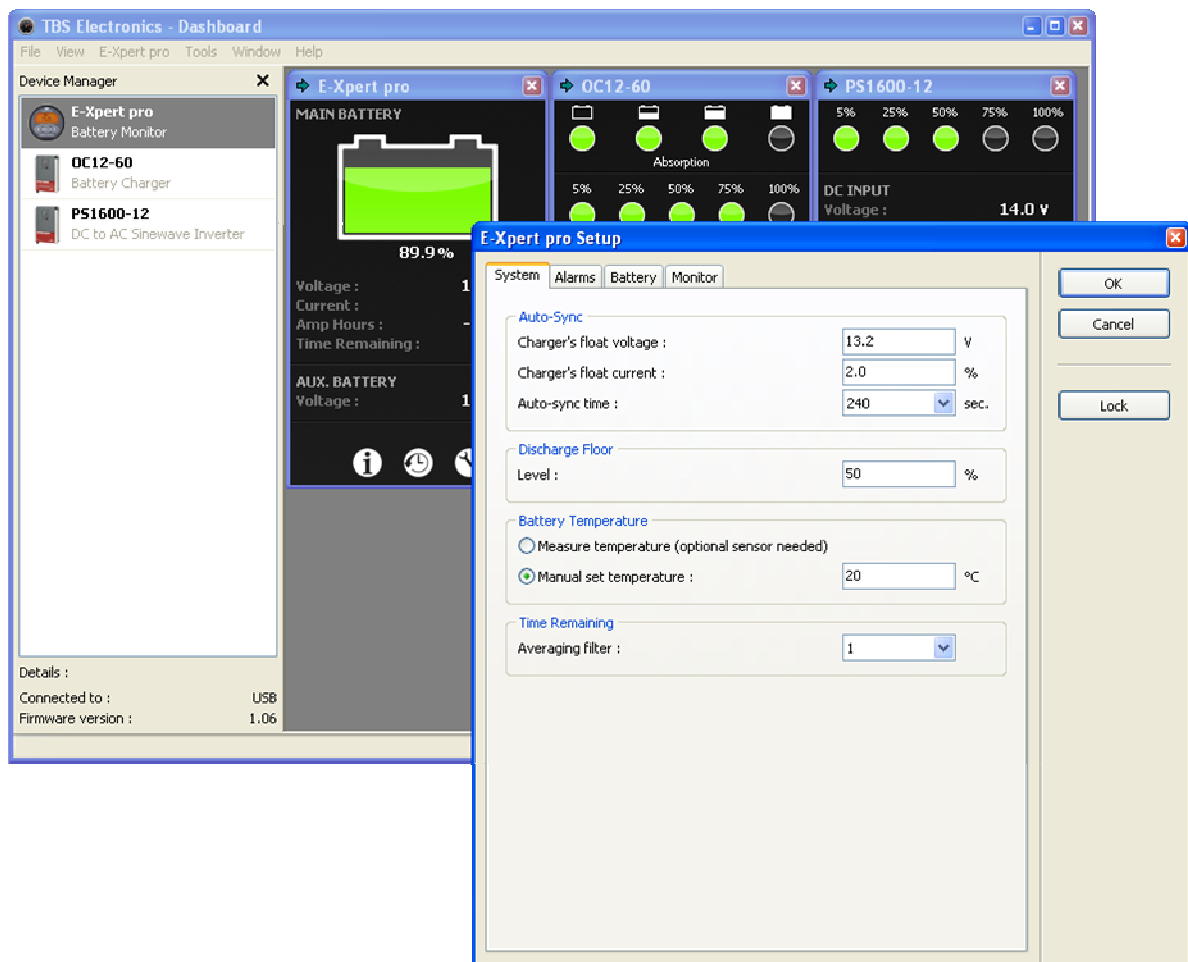 TBS Electronics - Dashboard
File View E-Xpert pro Tools Window Help
Device Manager
E-Xpert pro
Battery Monitor
OC12-60
Battery Charger
PS1600-12
DC to AC Sinewave Inverter
Details :
Connected to : USB
Firmware version : 1.06
E-Xpert pro
MAIN BATTERY
89.9%
Voltage : 1
Current :
Amp Hours : -
Time Remaining :
AUX. BATTERY
Voltage : 1
OC12-60
Absorption
5% 25% 50% 75% 100%
PS1600-12
5% 25% 50% 75% 100%
DC INPUT
Voltage : 14.0 V
E-Xpert pro Setup
System Alarms Battery Monitor
Auto-Sync
Charger's float voltage : 13.2 V
Charger's float current : 2.0 %
Auto-sync time : 240 sec.
Discharge Floor
Level : 50 %
Battery Temperature
Measure temperature (optional sensor needed)
Manual set temperature : 20 °C
Time Remaining
Averaging filter : 1
OK
Cancel
Lock